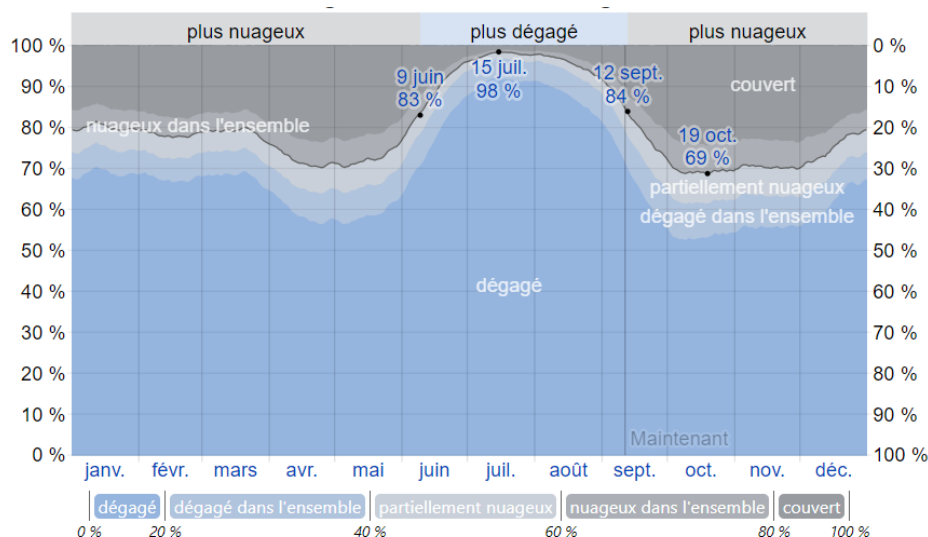 plus nuageux plus dégagé plus nuageux
100 % 0 %
90 % 10 %
80 % 20 %
70 % 30 %
60 % 40 %
50 % 50 %
40 % 60 %
30 % 70 %
20 % 80 %
10 % 90 %
0 % 100 %
9 juin
83 %
15 juil.
98 %
12 sept.
84 %
19 oct.
69 %
couvert
nuageux dans l'ensemble
partiellement nuageux
dégagé dans l'ensemble
dégagé
Maintenant
janv. févr. mars avr. mai juin juil. août sept. oct. nov. déc.
dégagé dégagé dans l'ensemble partiellement nuageux nuageux dans l'ensemble couvert
0 % 20 % 40 % 60 % 80 % 100 %